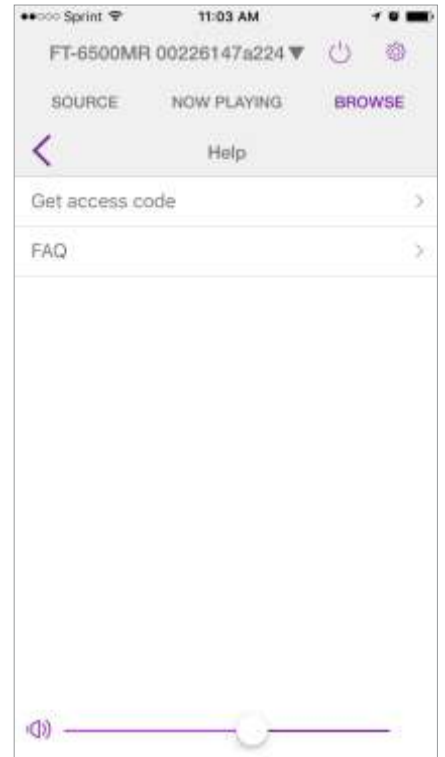 Sprint 11:03 AM
FT-6500MR 00226147a224▼
SOURCE NOW PLAYING BROWSE
Help
Get access code
FAQ